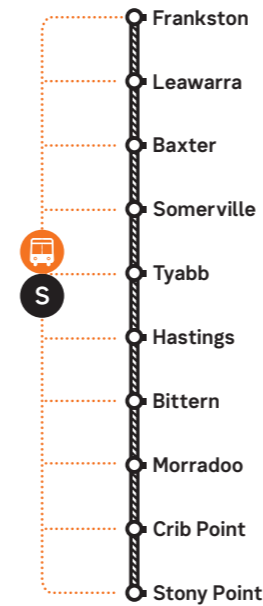 Frankston
Leawarra
Baxter
Somerville
Tyabb
S
Hastings
Bittern
Morradoo
Crib Point
Stony Point